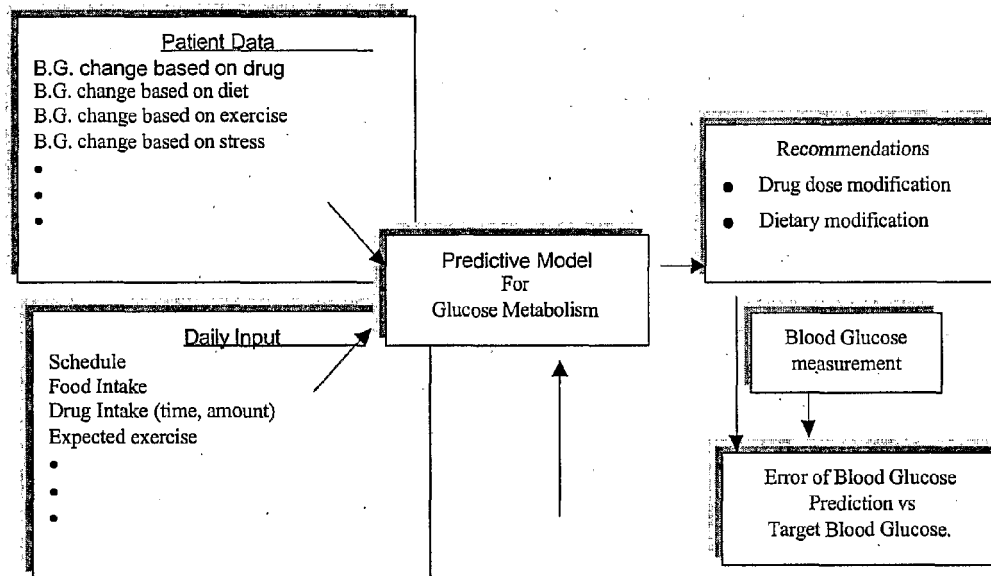 Patient Data
B.G. change based on drug
B.G. change based on diet
B.G. change based on exercise
B.G. change based on stress
Daily Input
Schedule
Food Intake
Drug Intake (time, amount)
Expected exercise
Predictive Model
For
Glucose Metabolism
Recommendations
• Drug dose modification
• Dietary modification
Blood Glucose
measurement
Error of Blood Glucose
Prediction vs
Target Blood Glucose.